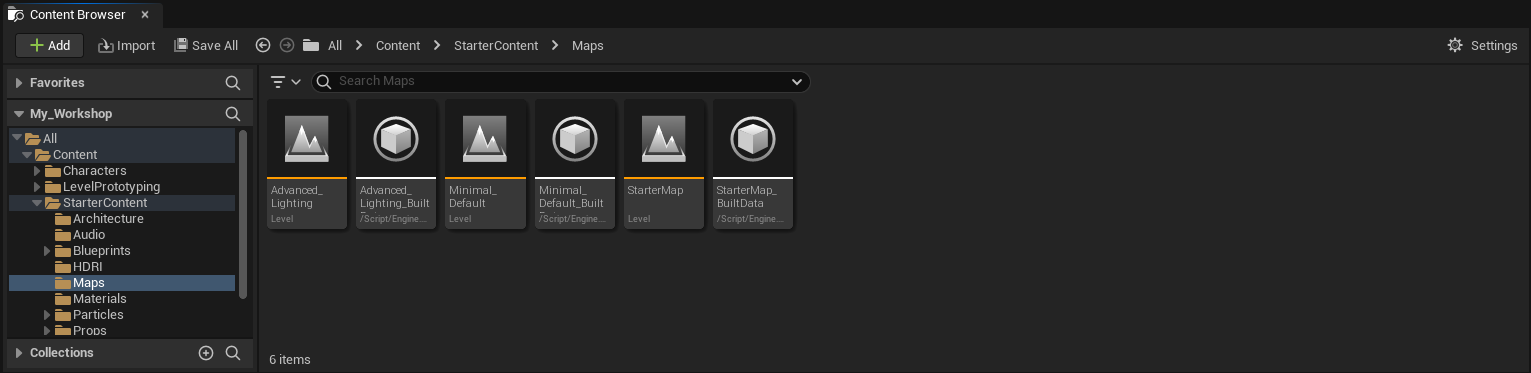 Content Browser
Add Import Save All All Content StarterContent Maps Settings
Favorites
Search Maps
My_Workshop
All
Content
Characters
LevelPrototyping
StarterContent
Architecture
Audio
Blueprints
HDRI
Maps
Materials
Particles
Props
Collections
Advanced_
Lighting
Level
Advanced_
Lighting_Built
/Script/Engine....
Minimal_
Default
Level
Minimal_
Default_Built
/Script/Engine....
StarterMap
Level
StarterMap_
BuiltData
/Script/Engine....
6 items